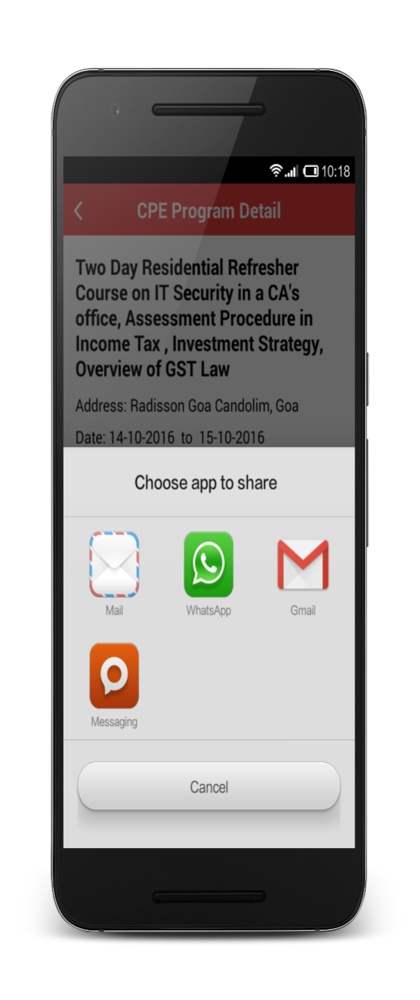 10:18
CPE Program Detail
Two Day Residential Refresher
Course on IT Security in a CA's
office, Assessment Procedure in
Income Tax , Investment Strategy,
Overview of GST Law
Address: Radisson Goa Candolim, Goa
Date: 14-10-2016 to 15-10-2016
Choose app to share
Mail
WhatsApp
Gmail
Messaging
Cancel